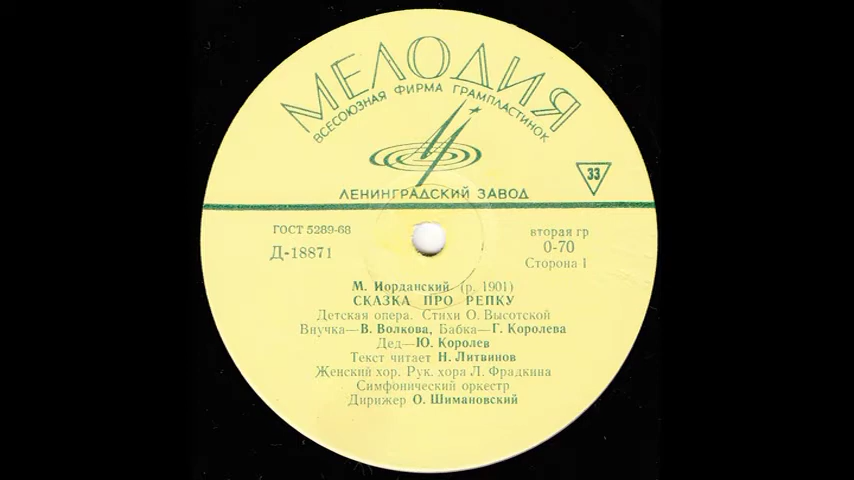 МЕЛОДИЯ
ВСЕСОЮЗНАЯ ФИРМА ГРАМПЛАСТИНОК
ЛЕНИНГРАДСКИЙ ЗАВОД
33
ГОСТ 5289-68
Д-18871
вторая гр
0-70
Сторона 1
М. Иорданский (р. 1901)
СКАЗКА ПРО РЕПКУ
Детская опера. Стихи О. Высотской
Внучка—В. Волкова, Бабка—Г. Королева
Дед—Ю. Королев
Текст читает Н. Литвинов
Женский хор. Рук. хора Л. Фрадкина
Симфонический оркестр
Дирижер О. Шимановский